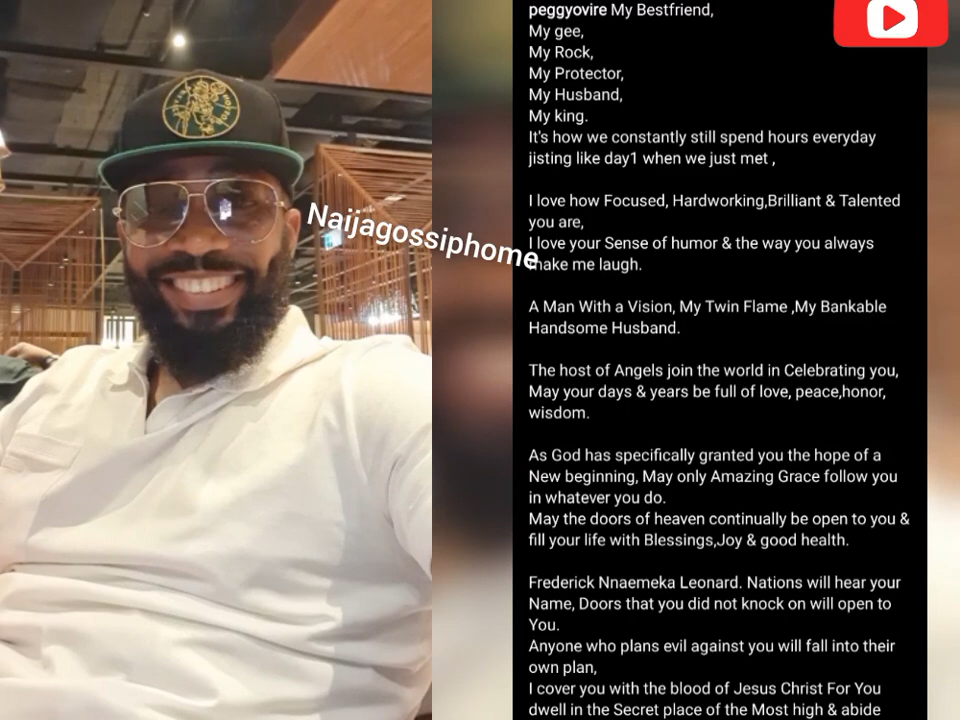 Naijagossiphome
peggyovire My Bestfriend,
My gee,
My Rock,
My Protector,
My Husband,
My king.
It's how we constantly still spend hours everyday
jisting like day1 when we just met ,
I love how Focused, Hardworking,Brilliant & Talented
you are,
I love your Sense of humor & the way you always
make me laugh.
A Man With a Vision, My Twin Flame ,My Bankable
Handsome Husband.
The host of Angels join the world in Celebrating you,
May your days & years be full of love, peace,honor,
wisdom.
As God has specifically granted you the hope of a
New beginning, May only Amazing Grace follow you
in whatever you do.
May the doors of heaven continually be open to you &
fill your life with Blessings,Joy & good health.
Frederick Nnaemeka Leonard. Nations will hear your
Name, Doors that you did not knock on will open to
You.
Anyone who plans evil against you will fall into their
own plan,
I cover you with the blood of Jesus Christ For You
dwell in the Secret place of the Most high & abide